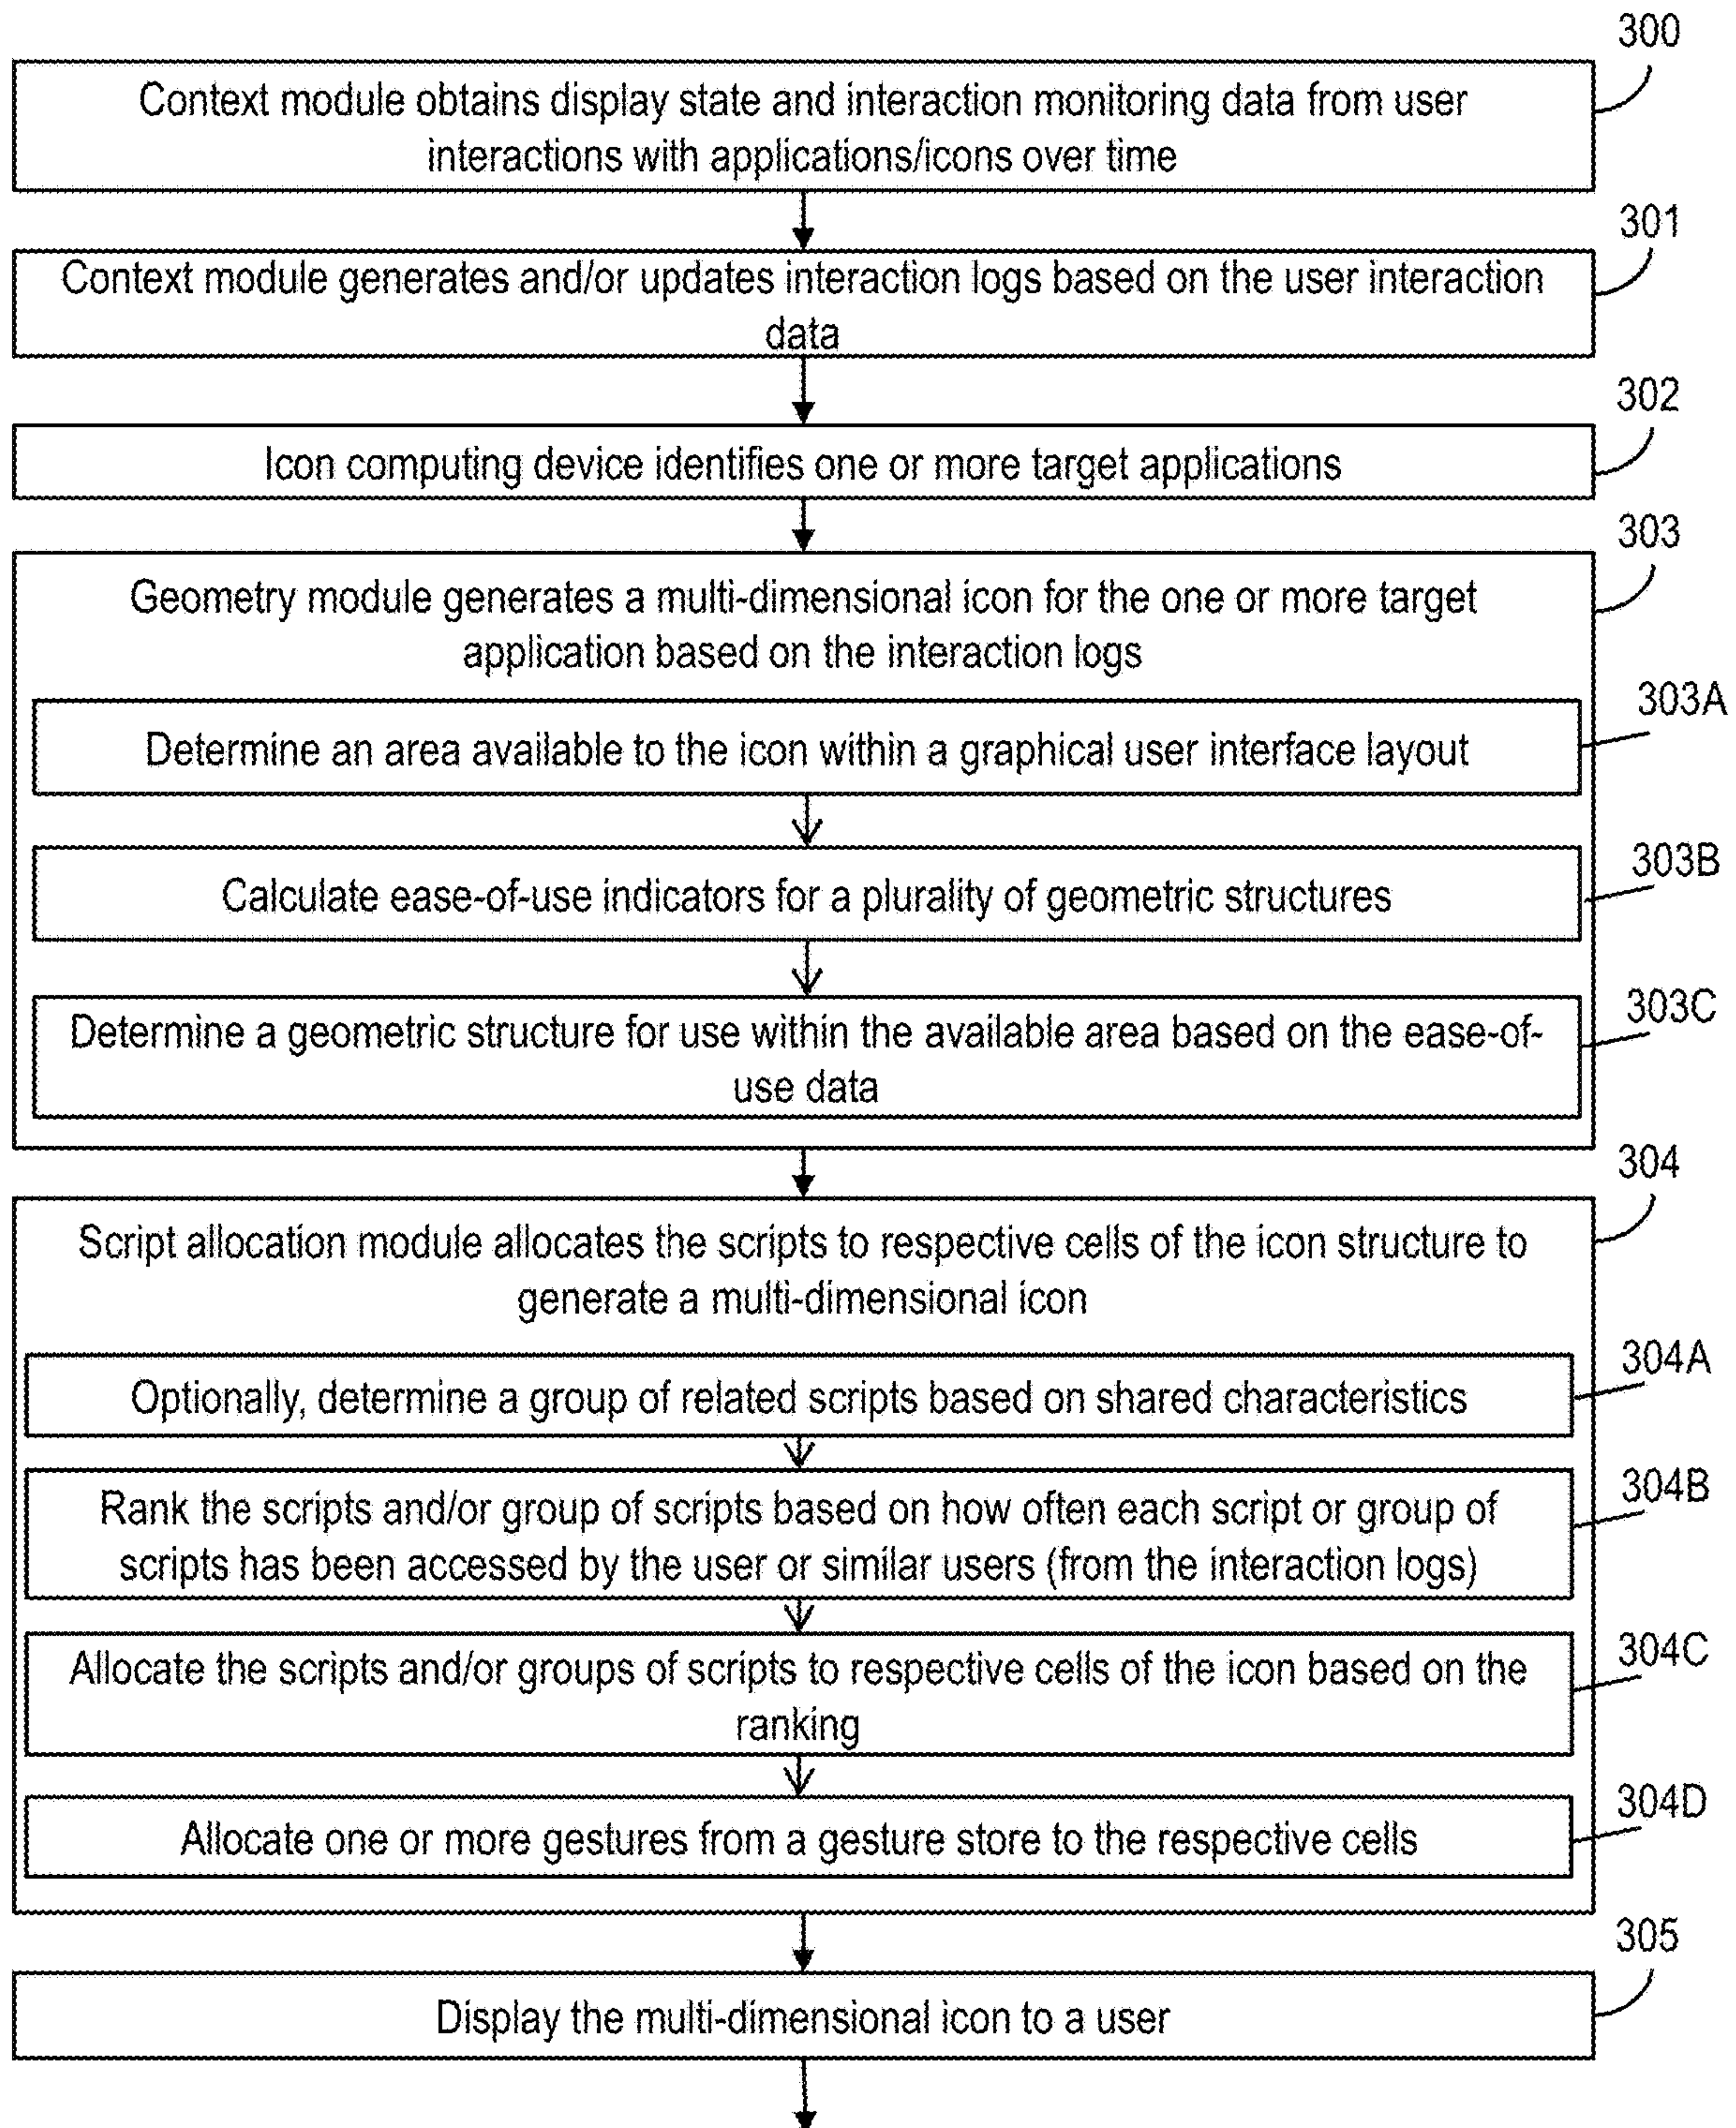 300
Context module obtains display state and interaction monitoring data from user
interactions with applications/icons over time
301
Context module generates and/or updates interaction logs based on the user interaction
data
302
Icon computing device identifies one or more target applications
303
Geometry module generates a multi-dimensional icon for the one or more target
application based on the interaction logs
303A
Determine an area available to the icon within a graphical user interface layout
303B
Calculate ease-of-use indicators for a plurality of geometric structures
303C
Determine a geometric structure for use within the available area based on the ease-of-
use data
304
Script allocation module allocates the scripts to respective cells of the icon structure to
generate a multi-dimensional icon
304A
Optionally, determine a group of related scripts based on shared characteristics
304B
Rank the scripts and/or group of scripts based on how often each script or group of
scripts has been accessed by the user or similar users (from the interaction logs)
304C
Allocate the scripts and/or groups of scripts to respective cells of the icon based on the
ranking
304D
Allocate one or more gestures from a gesture store to the respective cells
305
Display the multi-dimensional icon to a user